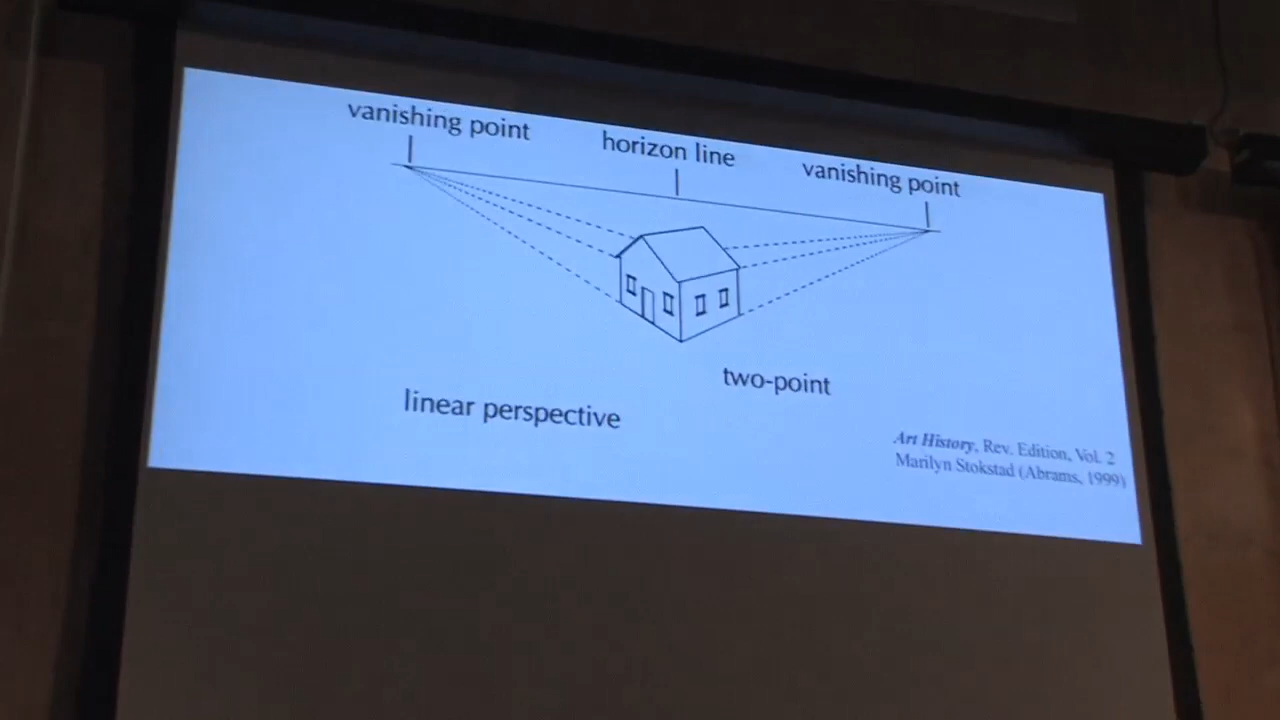 vanishing point
horizon line
vanishing point
two-point
linear perspective
Art History, Rev. Edition, Vol. 2
Marilyn Stokstad (Abrams, 1999)